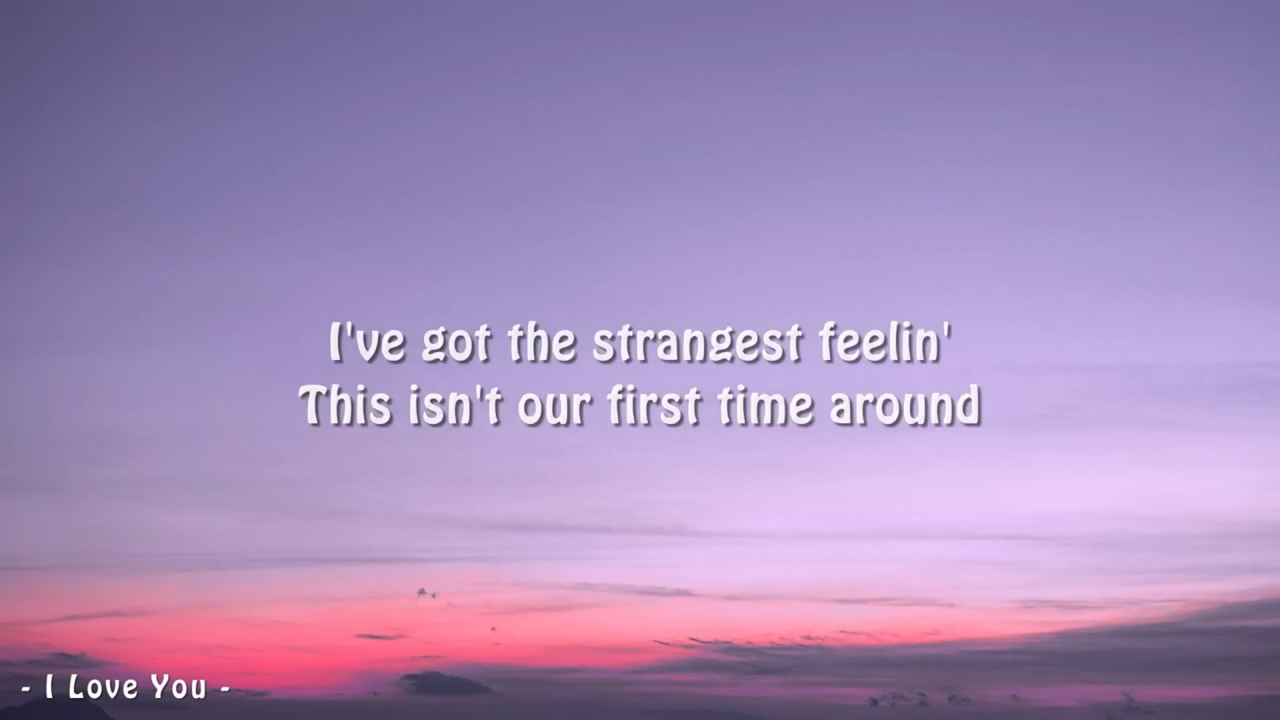 I've got the strangest feelin'
This isn't our first time around
- I Love You -